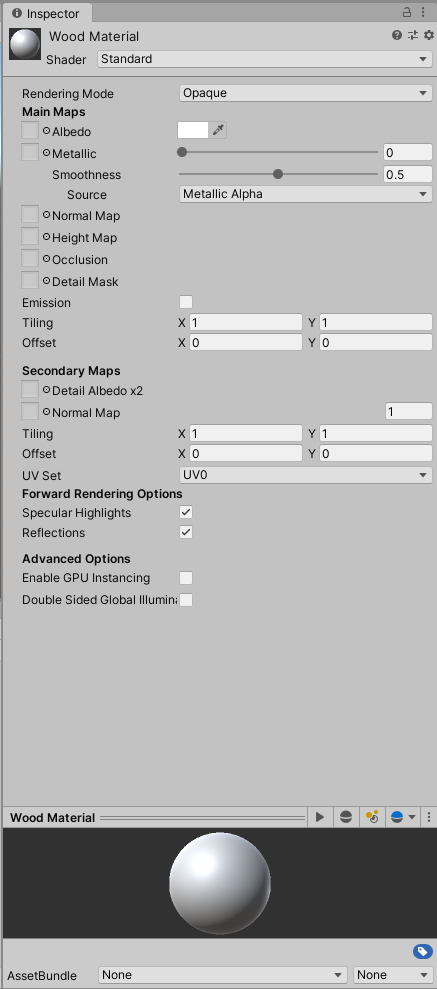 Inspector
Wood Material
Shader Standard
Rendering Mode Opaque
Main Maps
Albedo
Metallic 0
Smoothness 0.5
Source Metallic Alpha
Normal Map
Height Map
Occlusion
Detail Mask
Emission
Tiling X 1 Y 1
Offset X 0 Y 0
Secondary Maps
Detail Albedo x2
Normal Map 1
Tiling X 1 Y 1
Offset X 0 Y 0
UV Set UV0
Forward Rendering Options
Specular Highlights
Reflections
Advanced Options
Enable GPU Instancing
Double Sided Global Illumin
Wood Material
AssetBundle None None